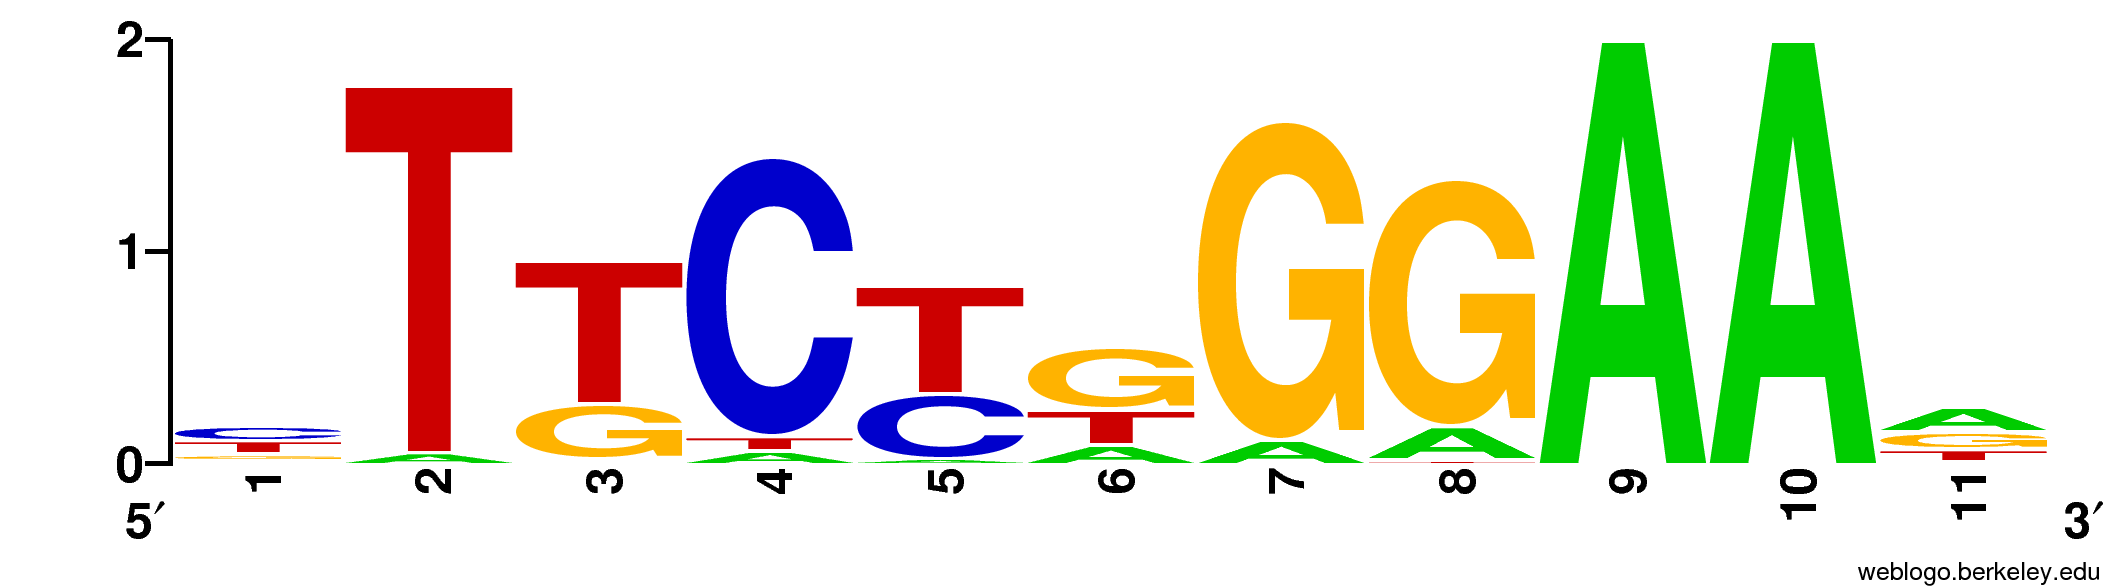 2
1
0
C T T C T G G G A A A
T G T C T A A G
G A A A A T T
1 2 3 4 5 6 7 8 9 10 11
5′ 3′
weblogo.berkeley.edu